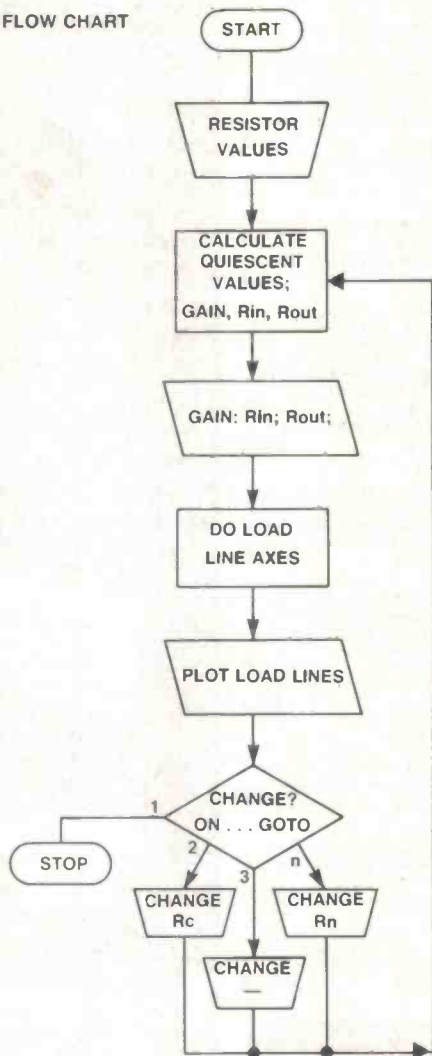 FLOW CHART
START
RESISTOR
VALUES
CALCULATE
QUIESCENT
VALUES;
GAIN, Rin, Rout
GAIN: Rin; Rout;
DO LOAD
LINE AXES
PLOT LOAD LINES
CHANGE?
ON . . . GOTO
1
2
3
n
STOP
CHANGE
Rc
CHANGE
—
CHANGE
Rn